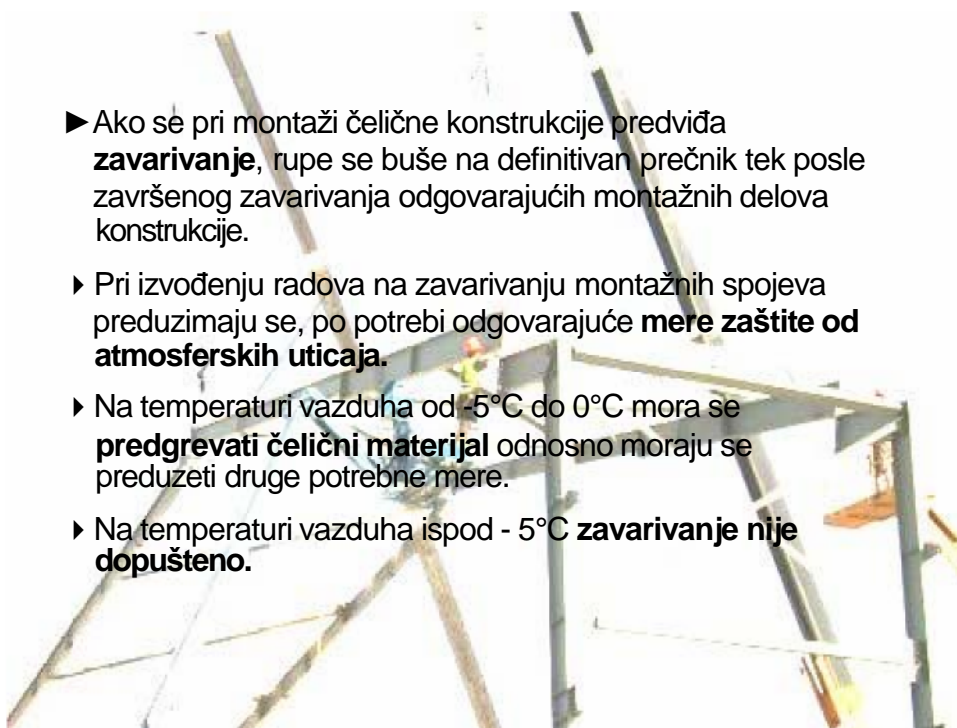 ►Ako se pri montaži čelične konstrukcije predviđa
zavarivanje, rupe se buše na definitivan prečnik tek posle
završenog zavarivanja odgovarajućih montažnih delova
konstrukcije.
Pri izvođenju radova na zavarivanju montažnih spojeva
preduzimaju se, po potrebi odgovarajuće mere zaštite od
atmosferskih uticaja.
Na temperaturi vazduha od -5°C do 0°C mora se
predgrevati čelični materijal odnosno moraju se
preduzeti druge potrebne mere.
Na temperaturi vazduha ispod - 5°C zavarivanje nije
dopušteno.